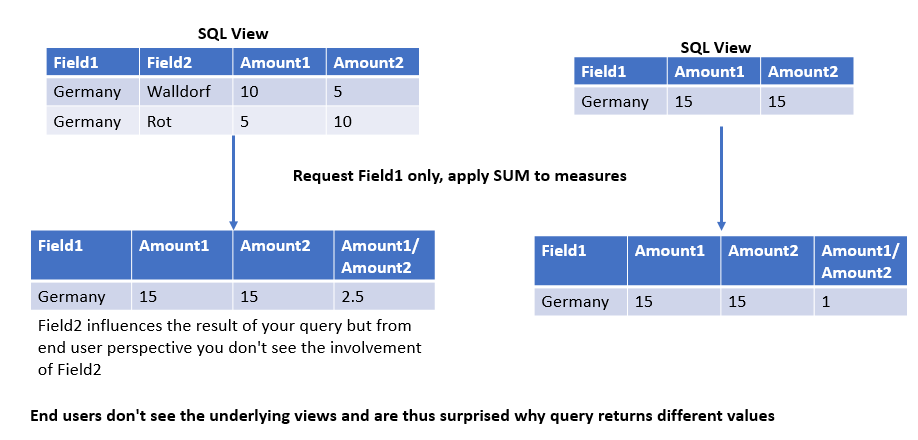 SQL View
Field1 Field2 Amount1 Amount2
Germany Walldorf 10 5
Germany Rot 5 10
SQL View
Field1 Amount1 Amount2
Germany 15 15
Request Field1 only, apply SUM to measures
Field1 Amount1 Amount2 Amount1/
Amount2
Germany 15 15 2.5
Field2 influences the result of your query but from
end user perspective you don't see the involvement
of Field2
Field1 Amount1 Amount2 Amount1/
Amount2
Germany 15 15 1
End users don't see the underlying views and are thus surprised why query returns different values